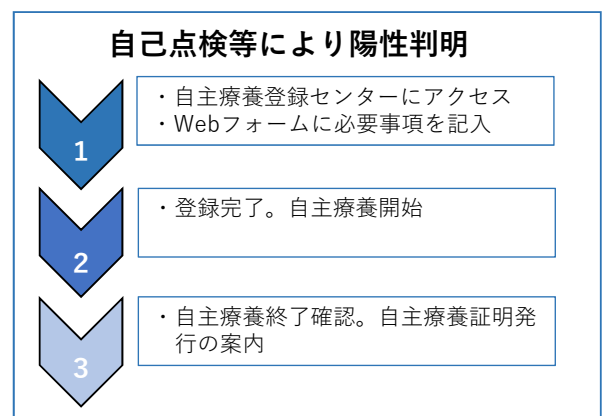 自己点検等により陽性判明
1
・自主療養登録センターにアクセス
・Webフォームに必要事項を記入
2
・登録完了。自主療養開始
3
・自主療養終了確認。自主療養証明発
行の案内